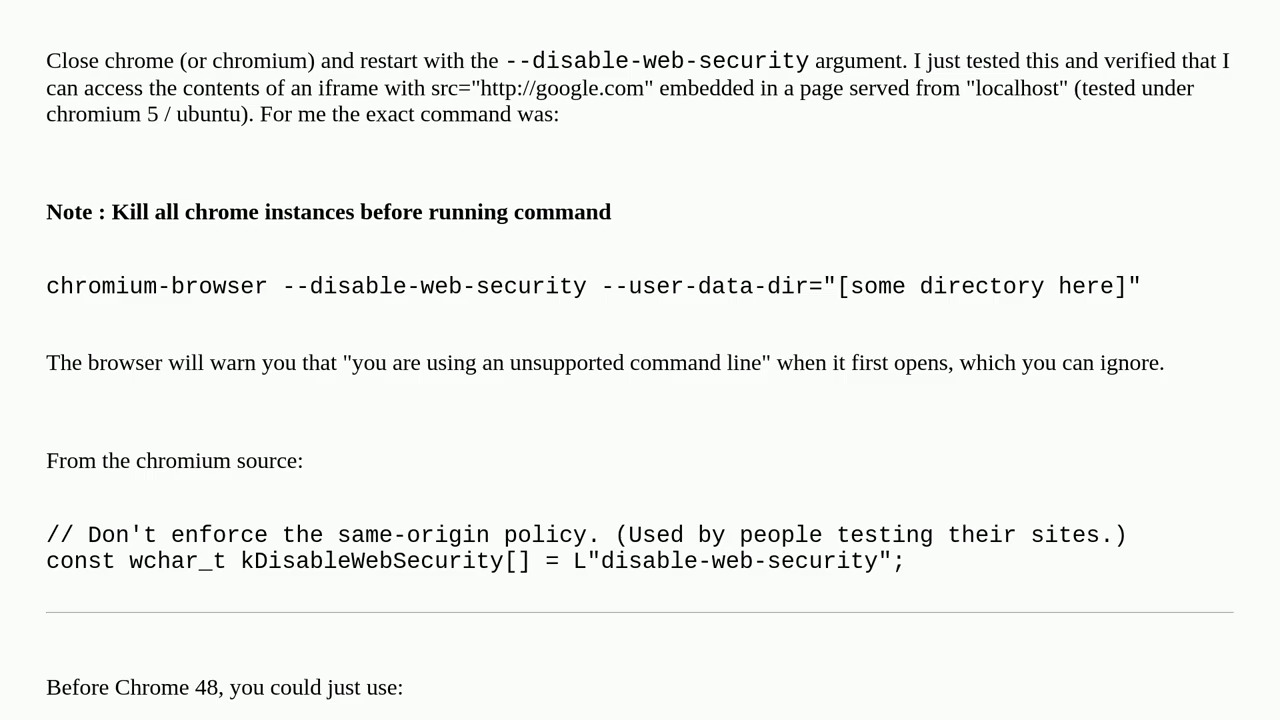 Close chrome (or chromium) and restart with the --disable-web-security argument. I just tested this and verified that I
can access the contents of an iframe with src="http://google.com" embedded in a page served from "localhost" (tested under
chromium 5 / ubuntu). For me the exact command was:
Note : Kill all chrome instances before running command
chromium-browser --disable-web-security --user-data-dir="[some directory here]"
The browser will warn you that "you are using an unsupported command line" when it first opens, which you can ignore.
From the chromium source:
// Don't enforce the same-origin policy. (Used by people testing their sites.)
const wchar_t kDisableWebSecurity[] = L"disable-web-security";
Before Chrome 48, you could just use: